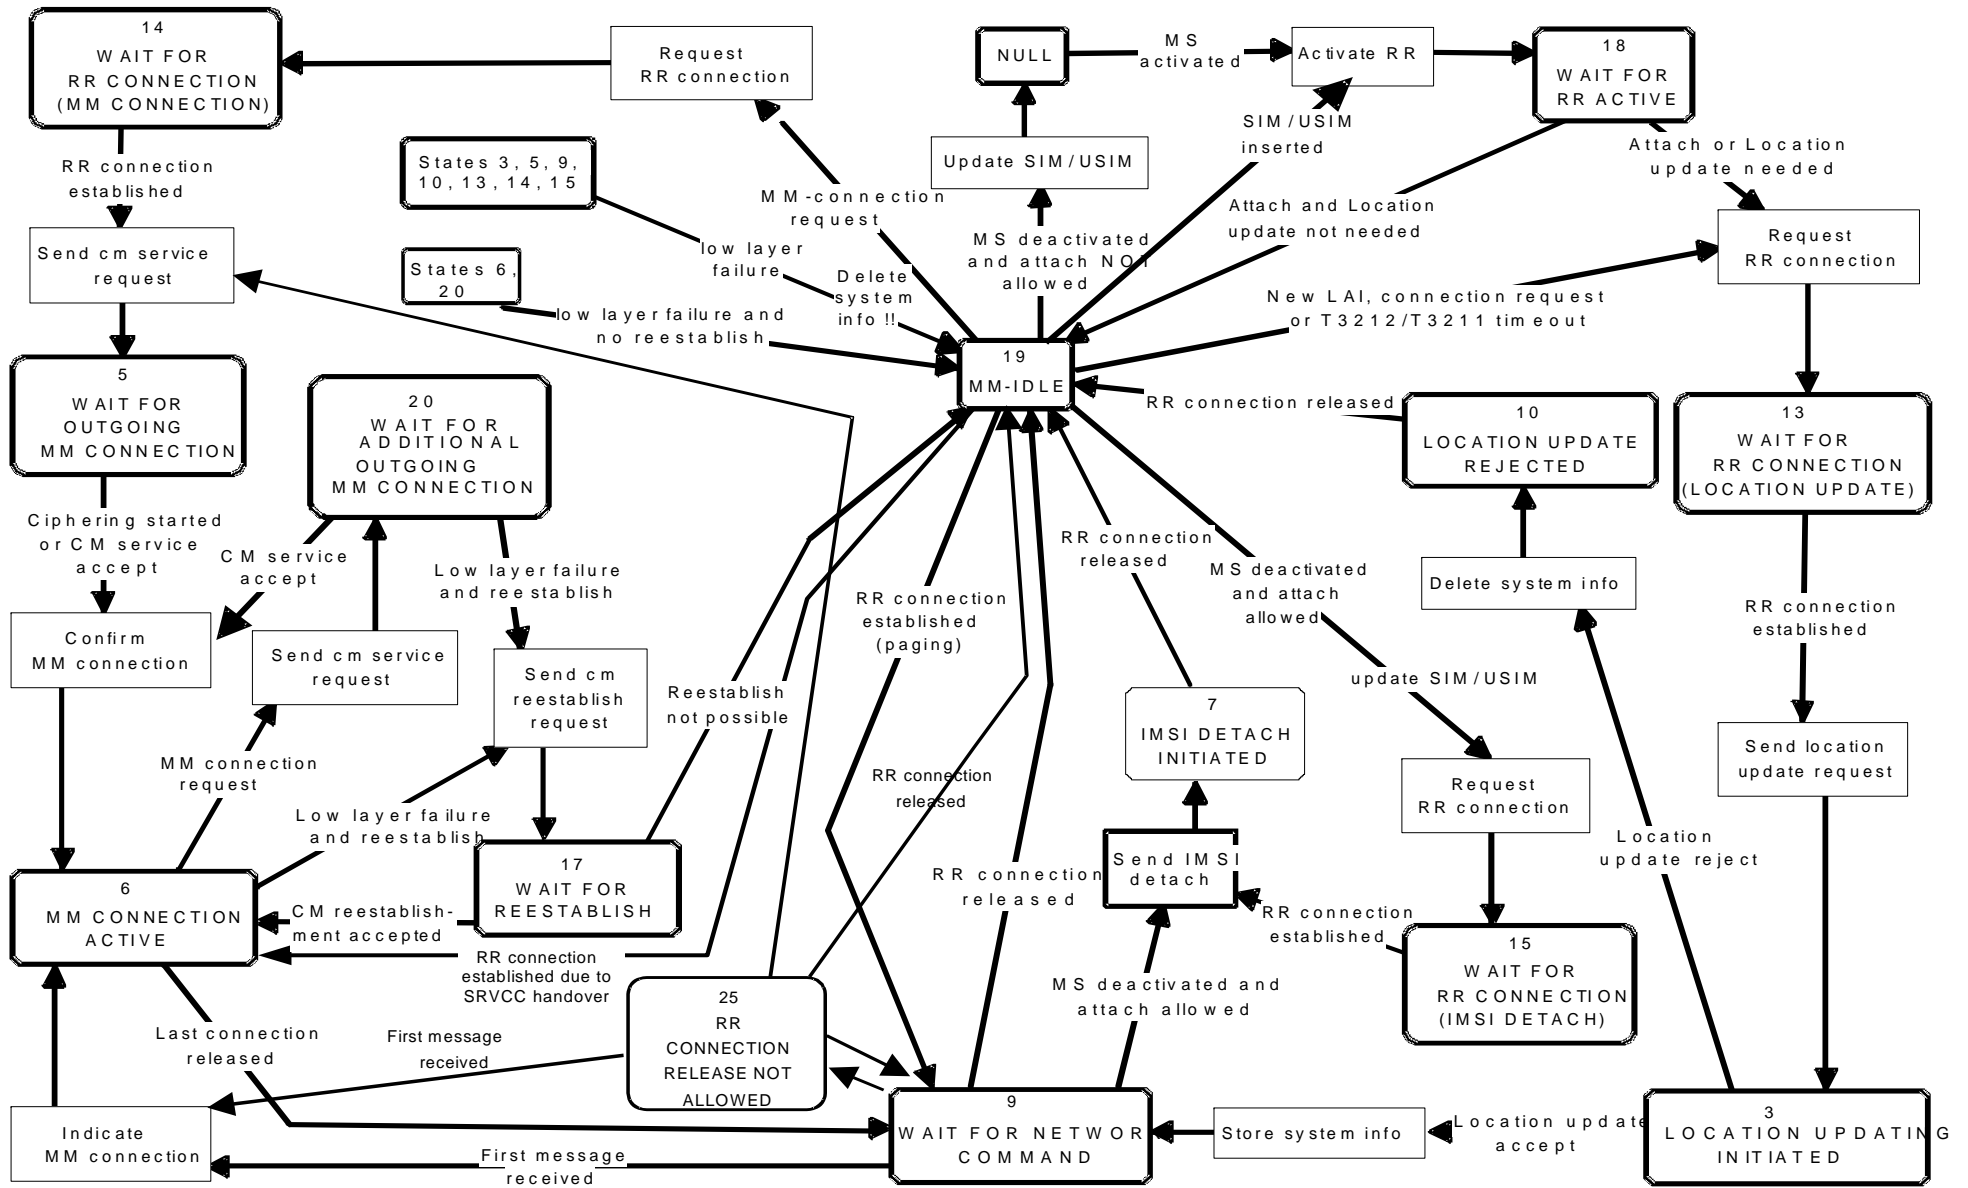 14
WAIT FOR
RR CONNECTION
(MM CONNECTION)
Request
RR connection
NULL
MS
activated
Activate RR
18
WAIT FOR
RR ACTIVE
RR connection
established
States 3, 5, 9,
10, 13, 14, 15
Update SIM/USIM
SIM/USIM
inserted
Attach or Location
update needed
MM-connection
request
Attach and Location
update not needed
Send cm service
request
States 6,
20
low layer
failure
Delete
system
info !!
MS deactivated
and attach NOT
allowed
Request
RR connection
low layer failure and
no reestablish
New LAI, connection request
or T3212/T3211 timeout
5
WAIT FOR
OUTGOING
MM CONNECTION
20
WAIT FOR
ADDITIONAL
OUTGOING
MM CONNECTION
19
MM-IDLE
RR connection released
10
LOCATION UPDATE
REJECTED
13
WAIT FOR
RR CONNECTION
(LOCATION UPDATE)
Ciphering started
or CM service
accept
CM service
accept
Low layer failure
and reestablish
RR connection
released
MS deactivated
and attach
allowed
Delete system info
RR connection
established
RR connection
established
(paging)
Confirm
MM connection
Send cm service
request
Send cm
reestablish
request
Reestablish
not possible
update SIM/USIM
7
IMSI DETACH
INITIATED
Send location
update request
MM connection
request
RR connection
released
Request
RR connection
Low layer failure
and reestablish
Location
update reject
17
WAIT FOR
REESTABLISH
RR connection
released
Send IMSI
detach
6
MM CONNECTION
ACTIVE
CM reestablish-
ment accepted
RR connection
established
15
WAIT FOR
RR CONNECTION
(IMSI DETACH)
RR connection
established due to
SRVCC handover
25
RR
CONNECTION
RELEASE NOT
ALLOWED
MS deactivated and
attach allowed
Last connection
released
First message
received
Indicate
MM connection
First message
received
9
WAIT FOR NETWOR
COMMAND
Store system info
Location update
accept
3
LOCATION UPDATING
INITIATED